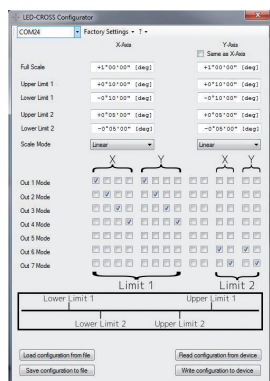 LED-CROSS Configurator
COM24 Factory Settings ?
X-Axis Y-Axis
Same as X-Axis
Full Scale +1°00'00" [deg] +1°00'00" [deg]
Upper Limit 1 +0°10'00" [deg] +0°10'00" [deg]
Lower Limit 1 -0°10'00" [deg] -0°10'00" [deg]
Upper Limit 2 +0°05'00" [deg] +0°05'00" [deg]
Lower Limit 2 -0°05'00" [deg] -0°05'00" [deg]
Scale Mode Linear Linear
X Y X Y
Out 1 Mode
Out 2 Mode
Out 3 Mode
Out 4 Mode
Out 5 Mode
Out 6 Mode
Out 7 Mode
Limit 1 Limit 2
Lower Limit 1 Upper Limit 1
Lower Limit 2 Upper Limit 2
Load configuration from file Read configuration from device
Save configuration to file Write configuration to device